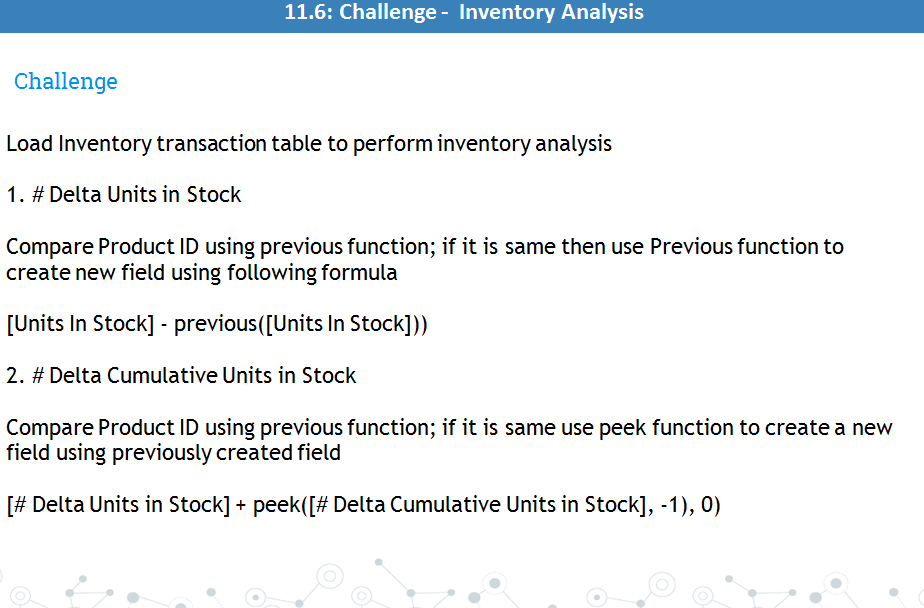 11.6: Challenge - Inventory Analysis
Challenge
Load Inventory transaction table to perform inventory analysis
1. # Delta Units in Stock
Compare Product ID using previous function; if it is same then use Previous function to
create new field using following formula
[Units In Stock] - previous([Units In Stock]))
2. # Delta Cumulative Units in Stock
Compare Product ID using previous function; if it is same use peek function to create a new
field using previously created field
[# Delta Units in Stock] + peek([# Delta Cumulative Units in Stock], -1), 0)